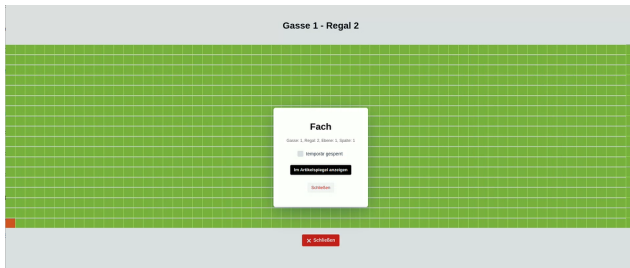 Gasse 1 - Regal 2
Fach
Gasse: 1, Regal: 2, Ebene: 1, Spalte: 1
temporär gesperrt
Im Artikelspiegel anzeigen
Schließen
× Schließen